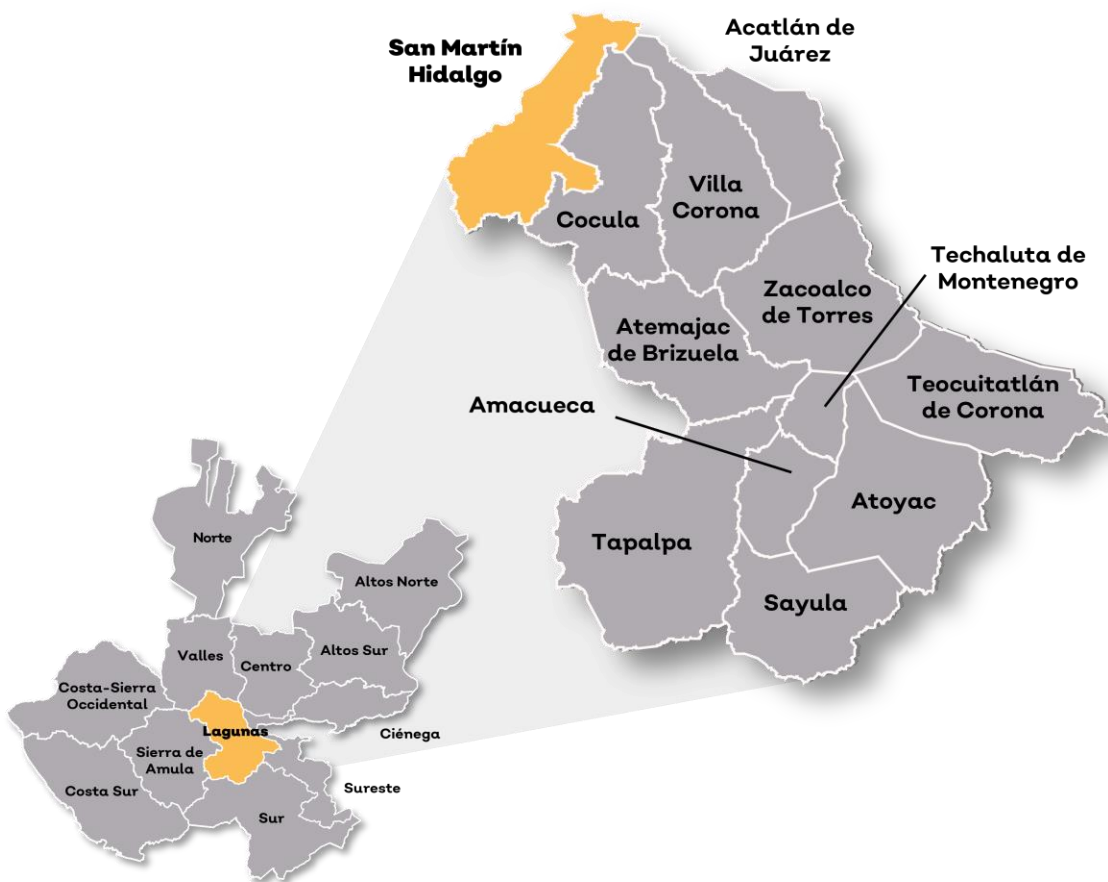 San Martín
Hidalgo
Acatlán de
Juárez
Villa
Corona
Cocula
Techaluta de
Montenegro
Zacoalco
de Torres
Atemajac
de Brizuela
Teocuitatlán
de Corona
Amacueca
Atoyac
Tapalpa
Sayula
Norte
Altos Norte
Altos Sur
Valles
Centro
Costa-Sierra
Occidental
Lagunas
Ciénega
Sierra de
Amula
Costa Sur
Sureste
Sur